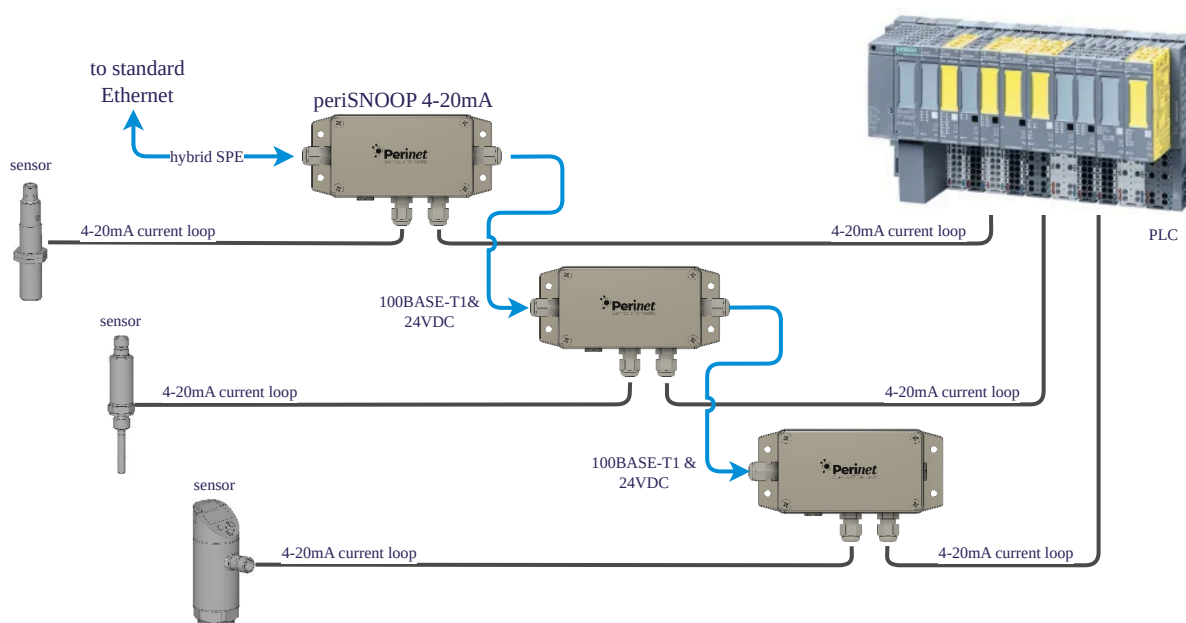 to standard
Ethernet
periSNOOP 4-20mA
hybrid SPE
Perinet
sensor
4-20mA current loop
4-20mA current loop
PLC
100BASE-T1&
24VDC
Perinet
sensor
4-20mA current loop
4-20mA current loop
100BASE-T1 &
24VDC
Perinet
sensor
4-20mA current loop
4-20mA current loop